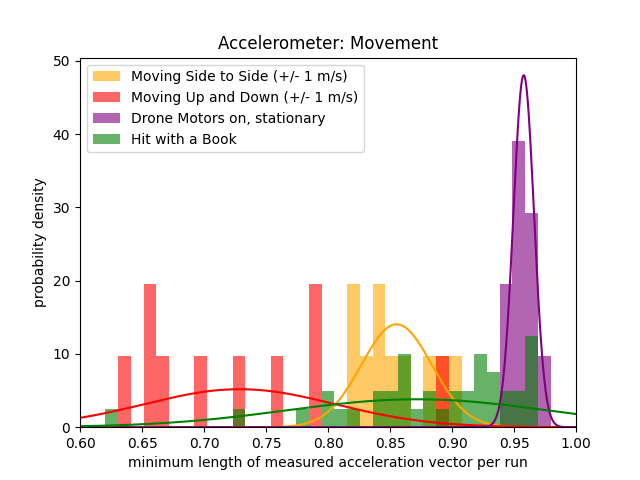 Accelerometer: Movement
Moving Side to Side (+/- 1 m/s)
Moving Up and Down (+/- 1 m/s)
Drone Motors on, stationary
Hit with a Book
probability density
50
40
30
20
10
0
0.60 0.65 0.70 0.75 0.80 0.85 0.90 0.95 1.00
minimum length of measured acceleration vector per run